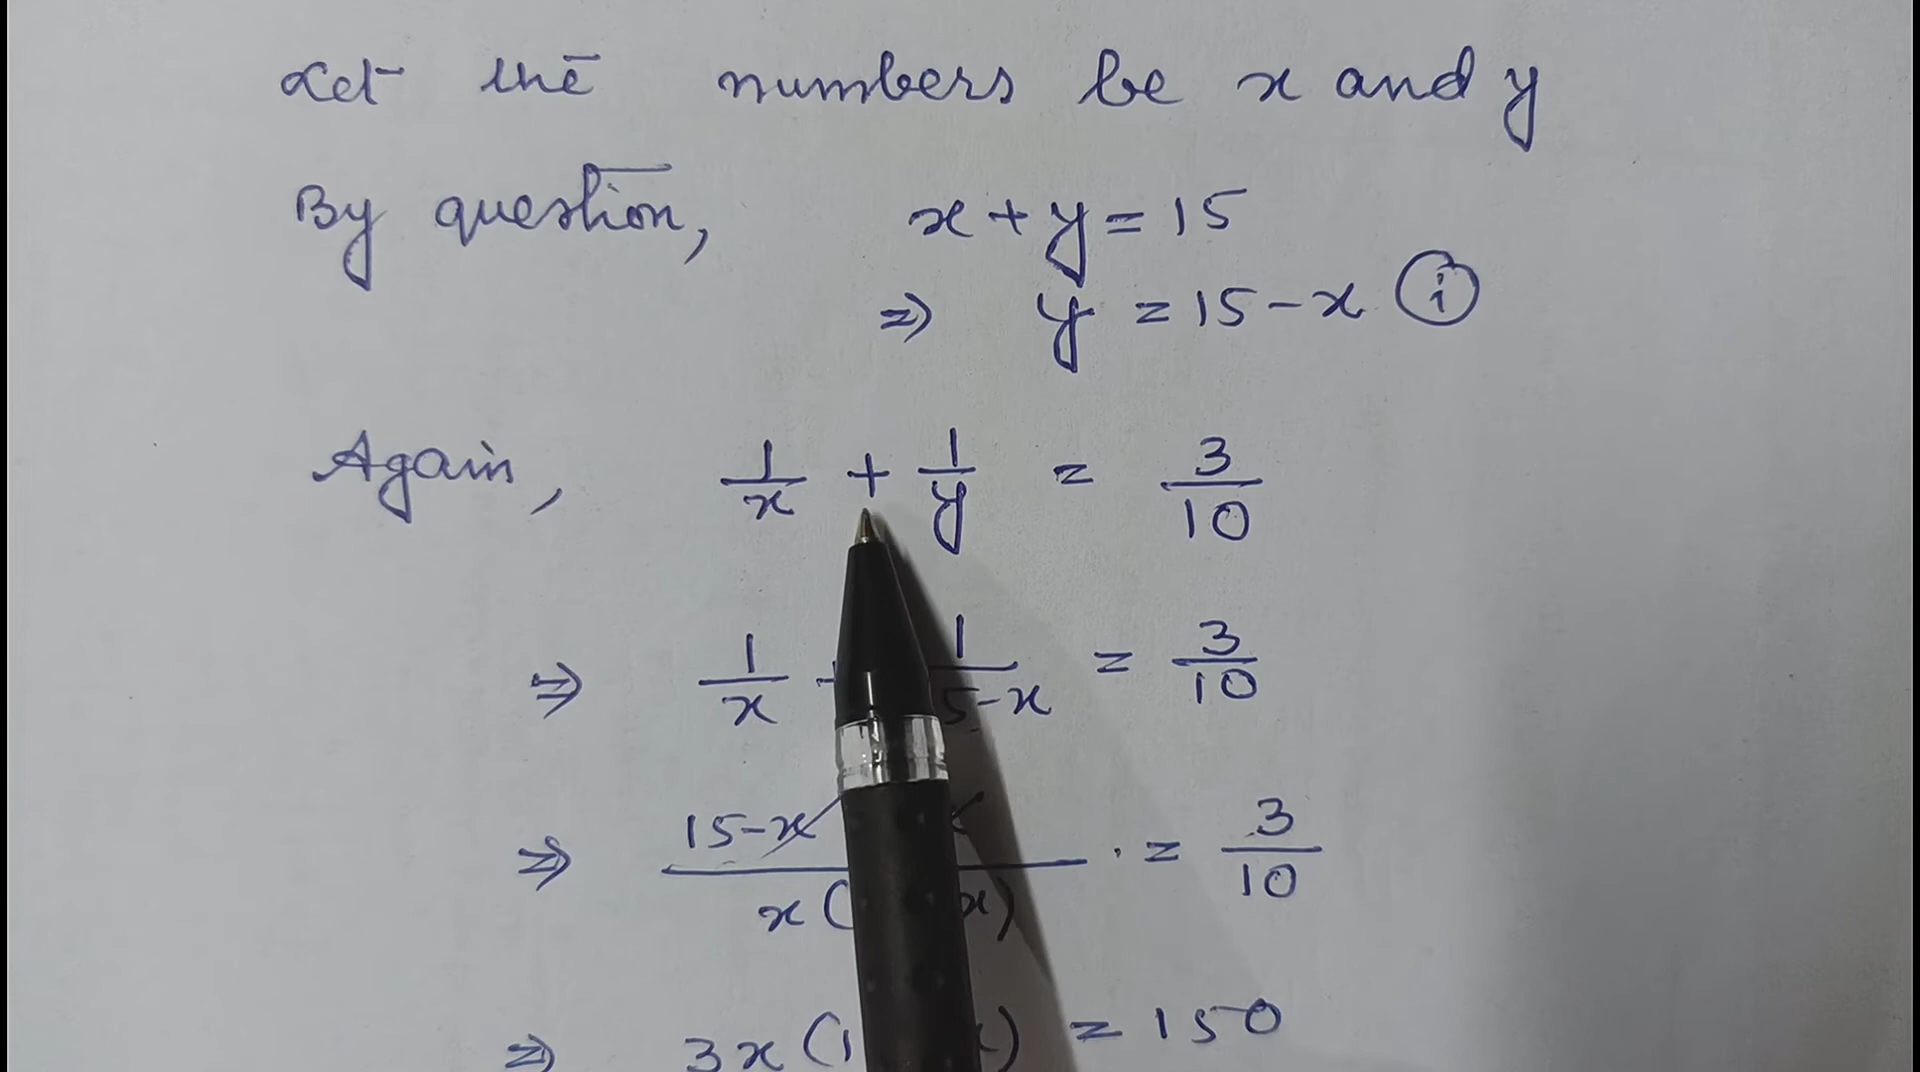 Let the numbers be x and y
By question, x + y = 15
⇒ y = 15 - x (i)
Again, 1/x + 1/y = 3/10
⇒ 1/x + 1/5-x = 3/10
⇒ 15-x x / x( x) = 3/10
⇒ 3x(1 x) = 150